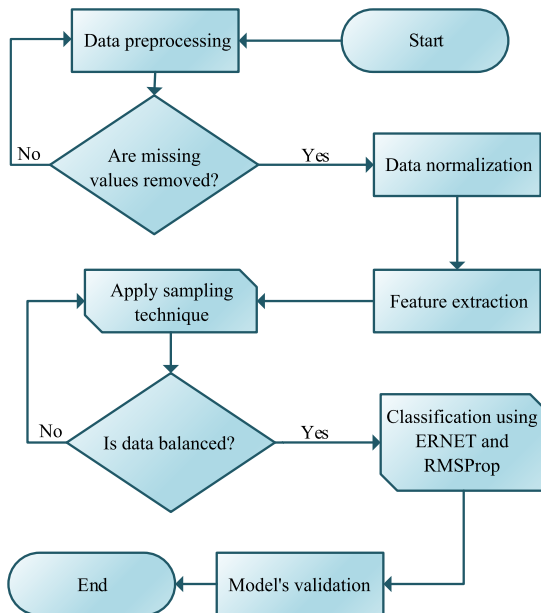 Data preprocessing
Start
No
Are missing
values removed?
Yes
Data normalization
Apply sampling
technique
Feature extraction
No
Is data balanced?
Yes
Classification using
ERNET and
RMSProp
End
Model's validation